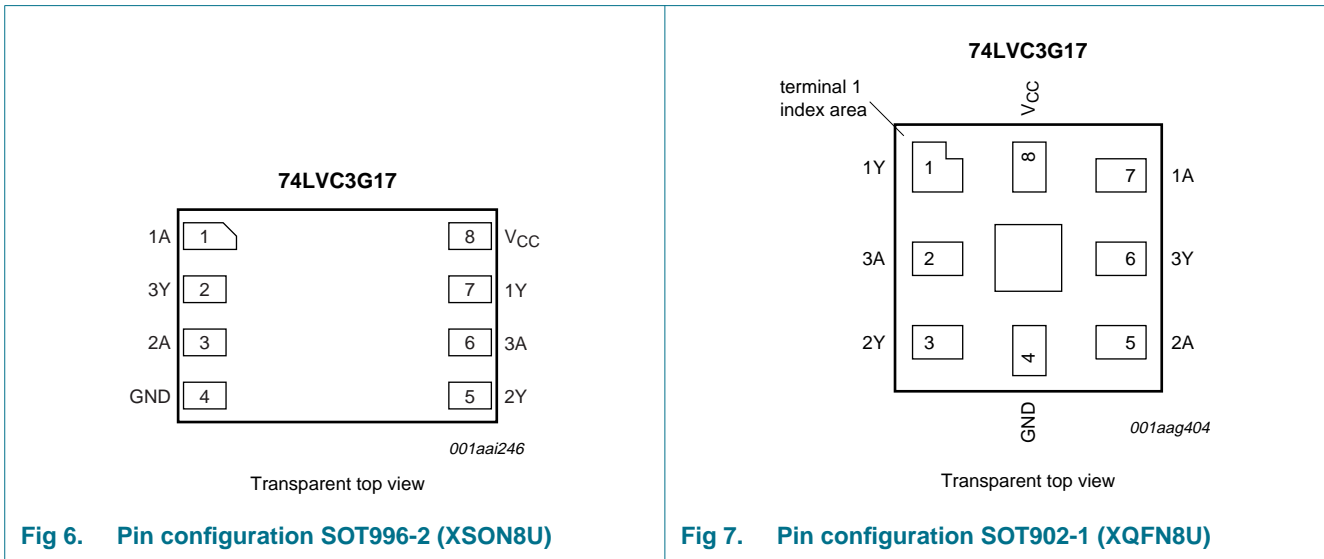 74LVC3G17
1A 1 8 VCC
3Y 2 7 1Y
2A 3 6 3A
GND 4 5 2Y
001aai246
Transparent top view
Fig 6. Pin configuration SOT996-2 (XSON8U)
74LVC3G17
terminal 1
index area
VCC
1Y 1 8 7 1A
3A 2 6 3Y
2Y 3 4 5 2A
GND
001aag404
Transparent top view
Fig 7. Pin configuration SOT902-1 (XQFN8U)